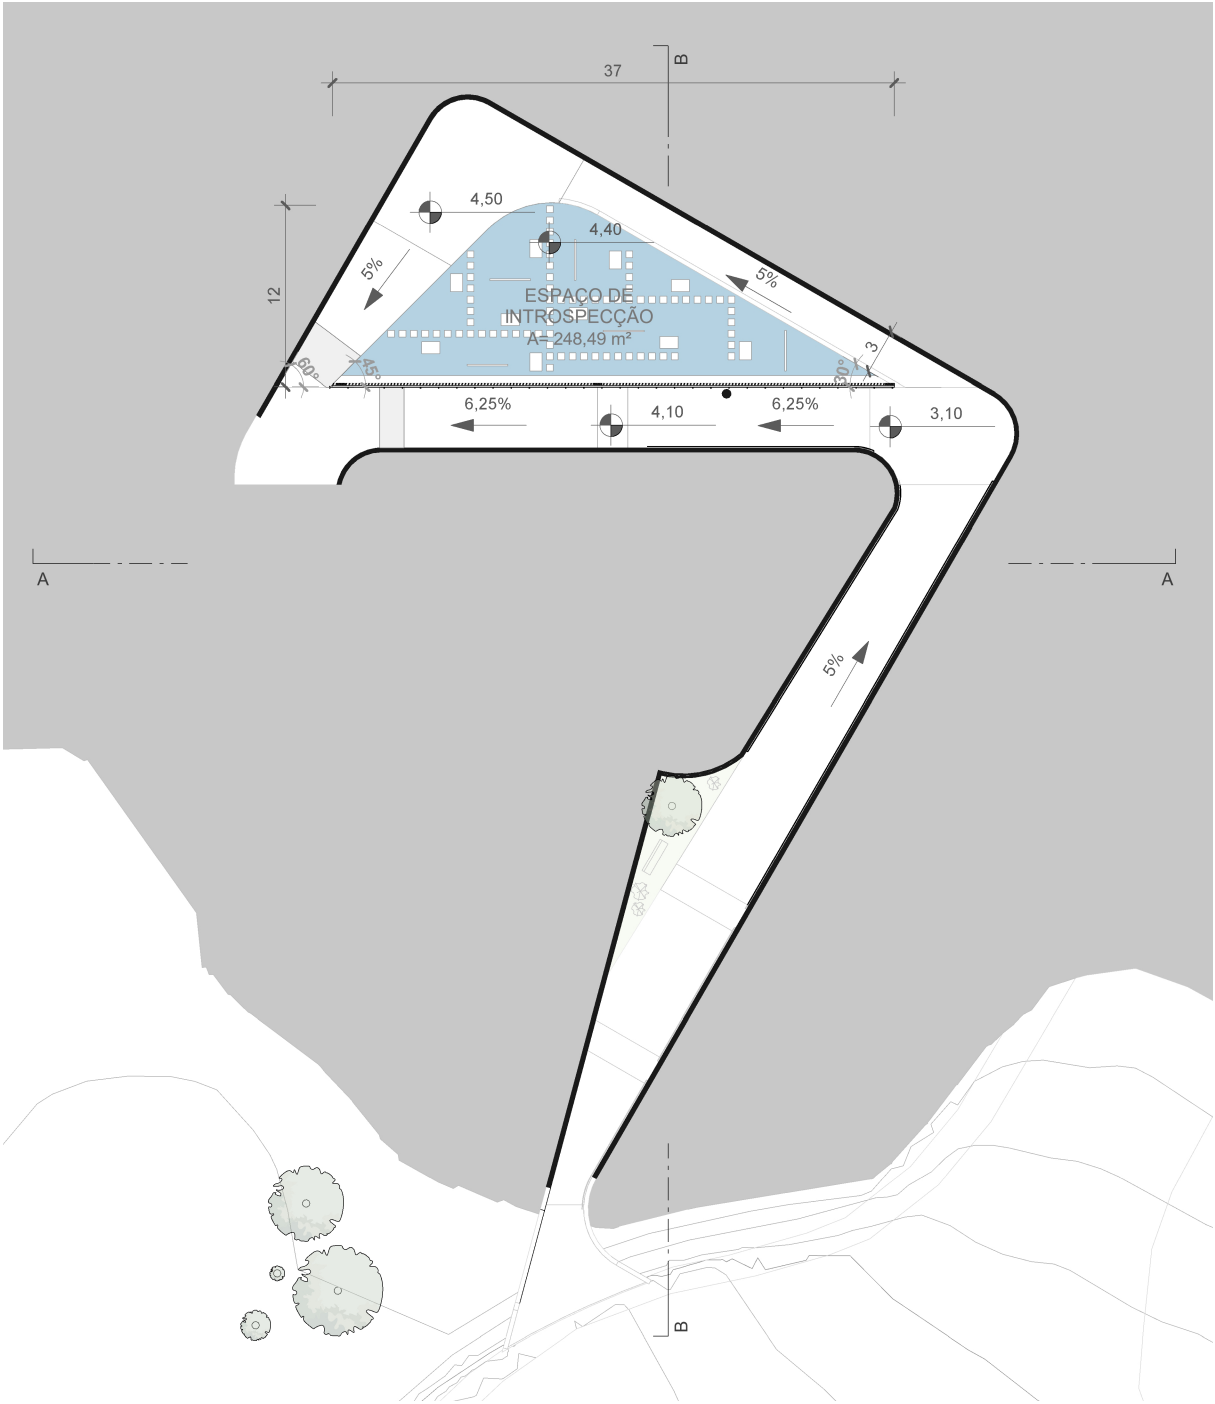 B
37
4,50
4,40
5%
5%
12
ESPAÇO DE
INTROSPECÇÃO
A= 248,49 m²
3
60°
45°
30°
6,25%
4,10
6,25%
3,10
A
A
5%
B